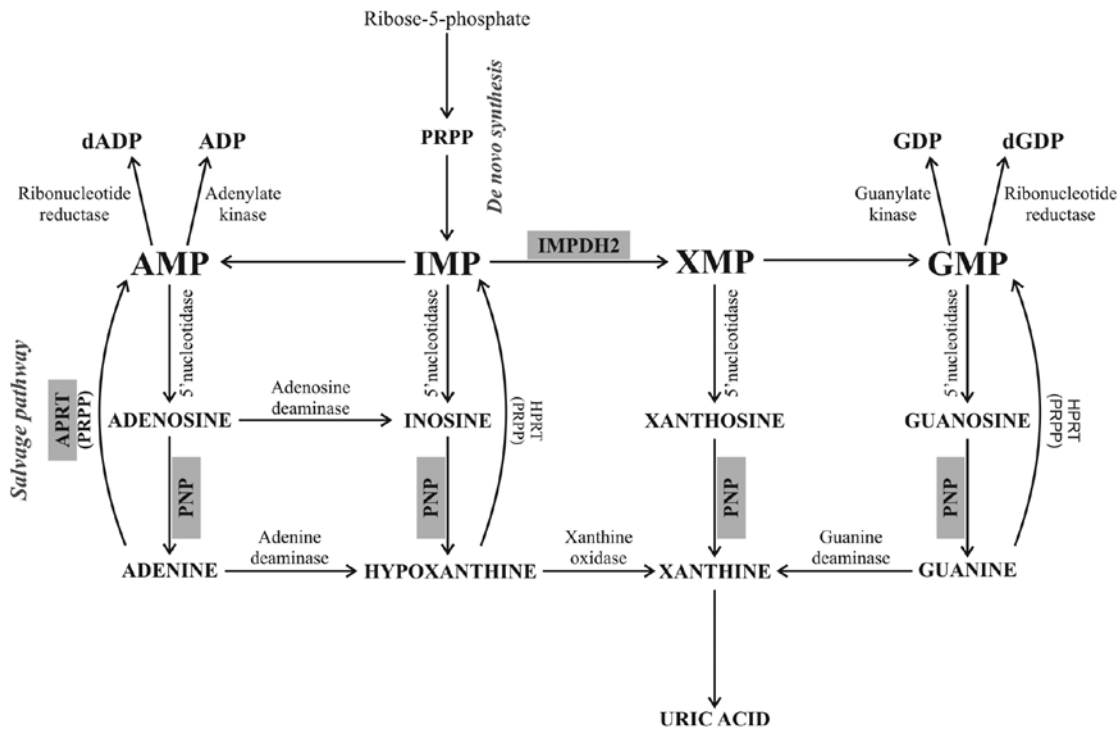 Ribose-5-phosphate
De novo synthesis
PRPP
dADP
ADP
GDP
dGDP
Ribonucleotide
reductase
Adenylate
kinase
Guanylate
kinase
Ribonucleotide
reductase
AMP
IMP
IMPDH2
XMP
GMP
5'nucleotidase
5'nucleotidase
5'nucleotidase
5'nucleotidase
Salvage pathway
APRT
(PRPP)
ADENOSINE
Adenosine
deaminase
INOSINE
HPRT
(PRPP)
XANTHOSINE
GUANOSINE
HPRT
(PRPP)
PNP
PNP
PNP
PNP
ADENINE
Adenine
deaminase
HYPOXANTHINE
Xanthine
oxidase
XANTHINE
Guanine
deaminase
GUANINE
URIC ACID